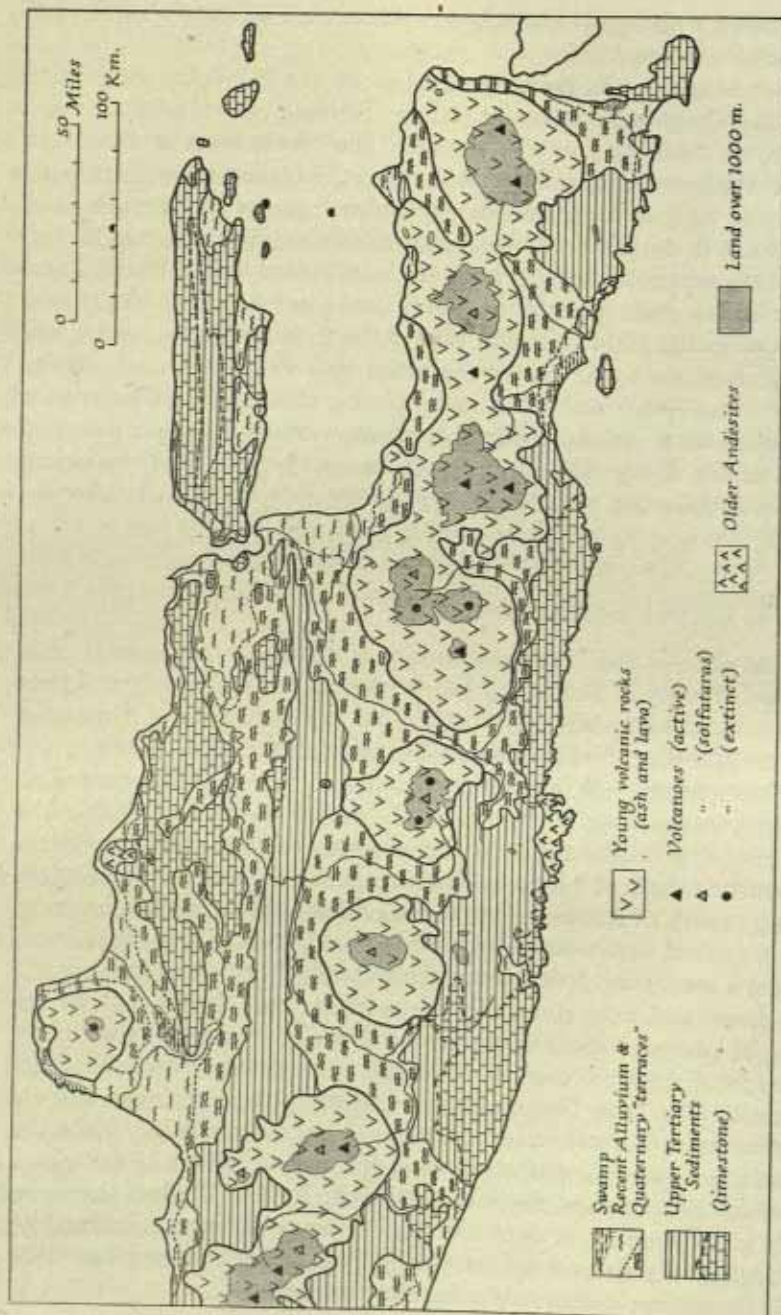 0 50 Miles
0 100 Km.
Swamp
Recent Alluvium &
Quaternary "terraces"
Upper Tertiary
Sediments
(limestone)
Young volcanic rocks
(ash and lava)
Volcanoes (active)
" (solfataras)
" (extinct)
Older Andesites
Land over 1000 m.